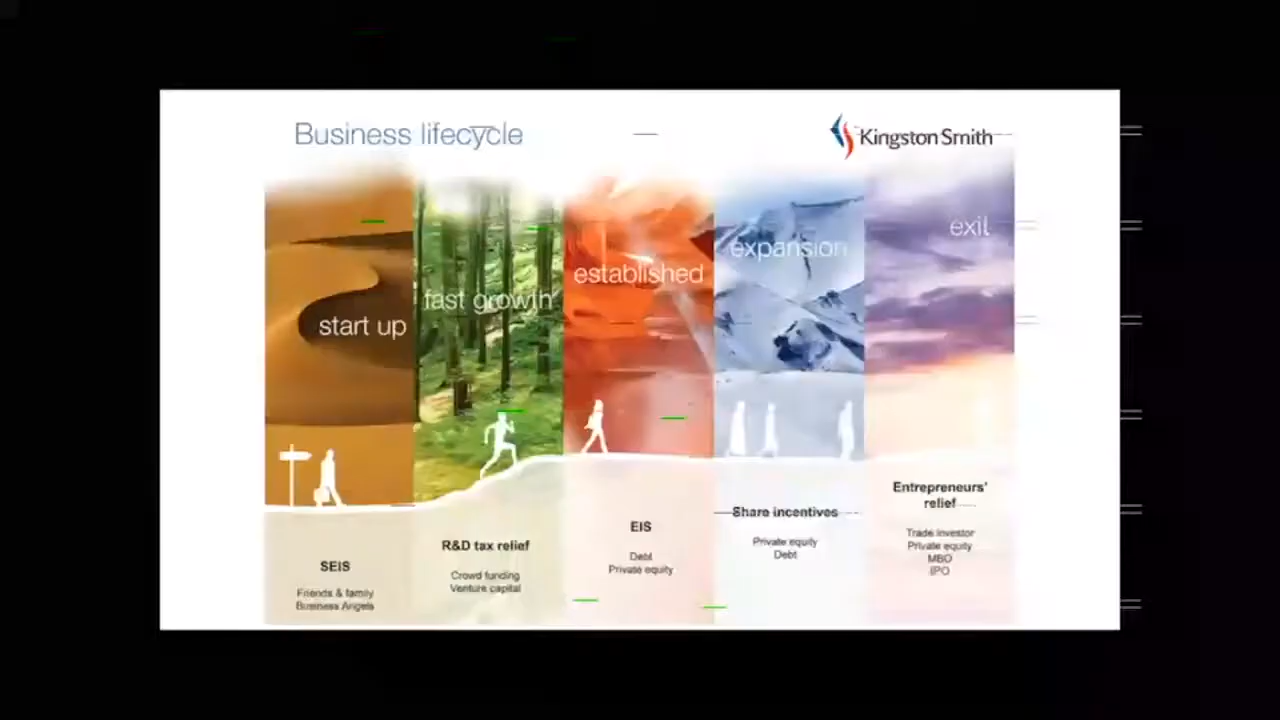 Business lifecycle
Kingston Smith
start up
fast growth
established
expansion
exit
SEIS
Friends & family
Business Angels
R&D tax relief
Crowd funding
Venture capital
EIS
Debt
Private equity
Share incentives
Private equity
Debt
Entrepreneurs'
relief
Trade investor
Private equity
MBO
IPO